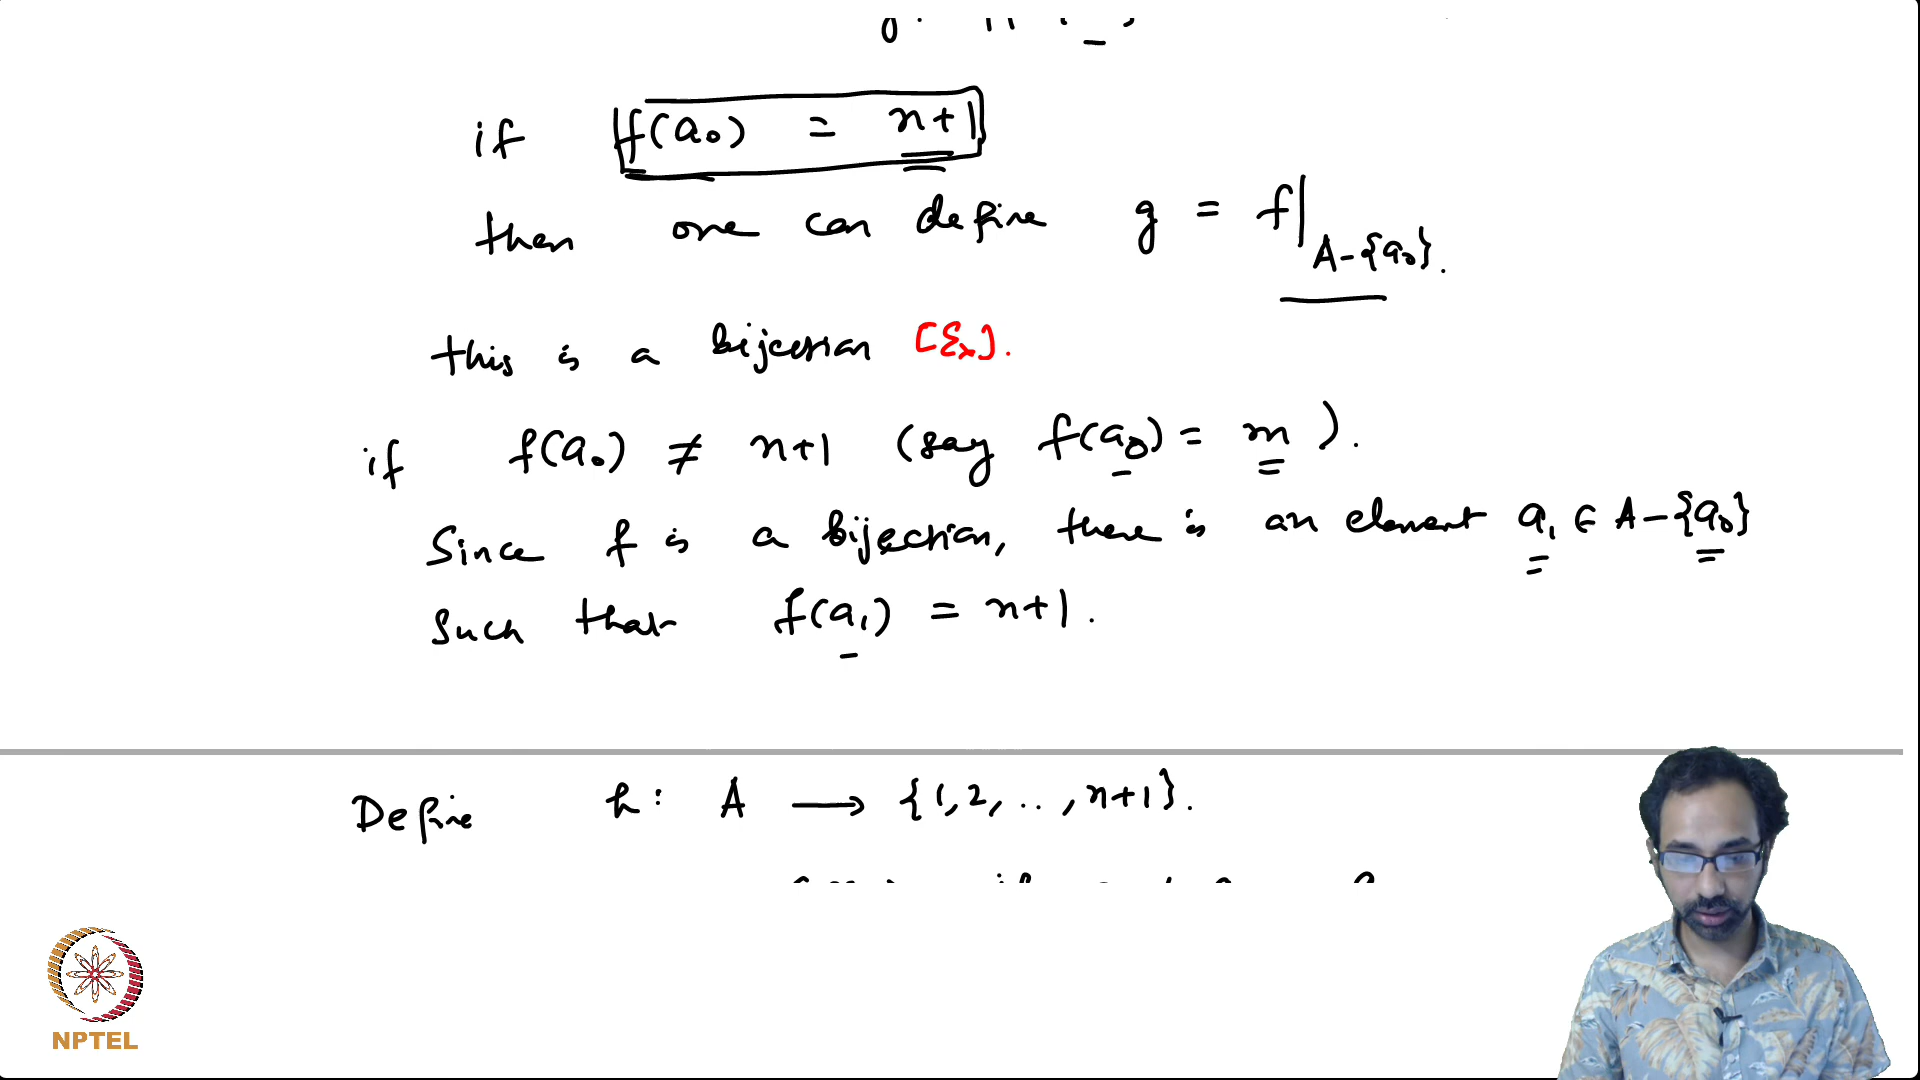 if f(a₀) = n+1
then one can define g = f|_{A-{a₀}}.
this is a bijection [Ex].
if f(a₀) ≠ n+1 (say f(a₀) = m ).
Since f is a bijection, there is an element a₁ ∈ A-{a₀}
Such that f(a₁) = n+1.
Define h: A ⟶ {1,2,..,n+1}.
NPTEL